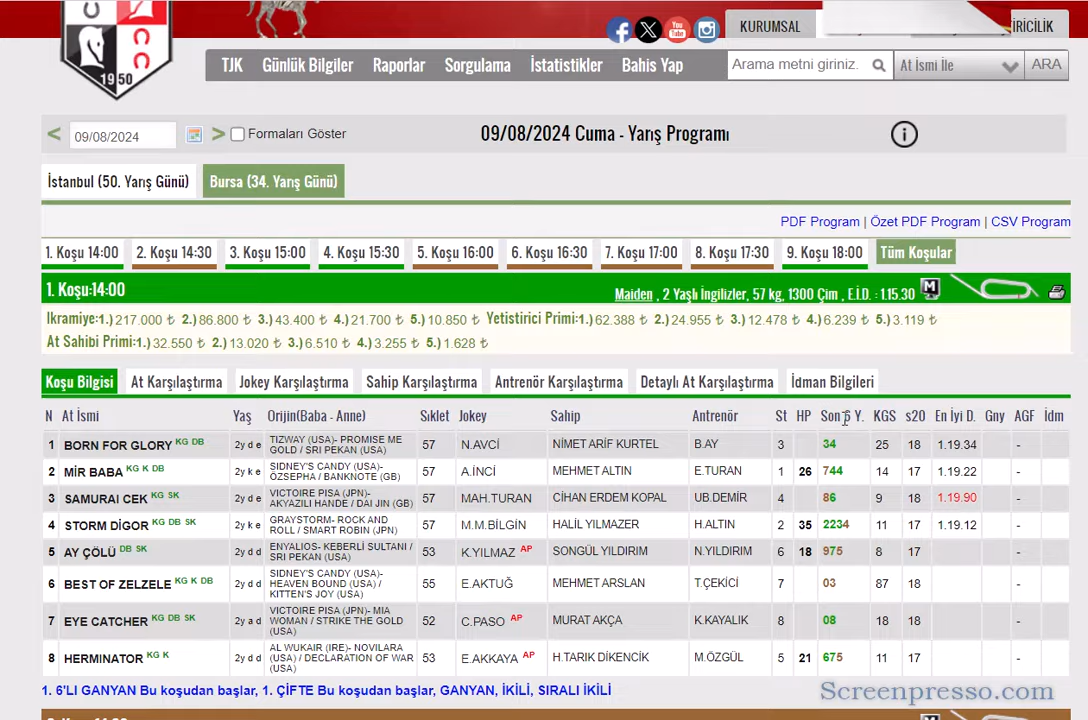 C
C
1950
You Tube
KURUMSAL
İRİCİLİK
TJK Günlük Bilgiler Raporlar Sorgulama İstatistikler Bahis Yap
Arama metni giriniz. At İsmi İle ARA
< 09/08/2024 > Formaları Göster 09/08/2024 Cuma - Yarış Programı
İstanbul (50. Yarış Günü) Bursa (34. Yarış Günü)
PDF Program | Özet PDF Program | CSV Program
1. Koşu 14:00 2. Koşu 14:30 3. Koşu 15:00 4. Koşu 15:30 5. Koşu 16:00 6. Koşu 16:30 7. Koşu 17:00 8. Koşu 17:30 9. Koşu 18:00 Tüm Koşular
1. Koşu:14:00 Maiden , 2 Yaşlı İngilizler, 57 kg, 1300 Çim , E.İ.D. : 1.15.30 M
Ikramiye:1.)217.000 ₺ 2.)86.800 ₺ 3.)43.400 ₺ 4.)21.700 ₺ 5.)10.850 ₺ Yetistirici Primi:1.)62.388 ₺ 2.)24.955 ₺ 3.)12.478 ₺ 4.)6.239 ₺ 5.)3.119 ₺
At Sahibi Primi:1.)32.550 ₺ 2.)13.020 ₺ 3.)6.510 ₺ 4.)3.255 ₺ 5.)1.628 ₺
Koşu Bilgisi At Karşılaştırma Jokey Karşılaştırma Sahip Karşılaştırma Antrenör Karşılaştırma Detaylı At Karşılaştırma İdman Bilgileri
N At İsmi Yaş Orijin(Baba - Anne) Sıklet Jokey Sahip Antrenör St HP Son 6 Y. KGS s20 En İyi D. Gny AGF İdm
1 BORN FOR GLORY KG DB 2y d e TIZWAY (USA)- PROMISE ME GOLD / SRI PEKAN (USA) 57 N.AVCİ NİMET ARİF KURTEL B.AY 3 34 25 18 1.19.34 -
2 MİR BABA KG K DB 2y k e SIDNEY'S CANDY (USA)- ÖZSEPHA / BANKNOTE (GB) 57 A.İNCİ MEHMET ALTIN E.TURAN 1 26 744 14 17 1.19.22 -
3 SAMURAI CEK KG SK 2y d e VICTOIRE PISA (JPN)- AKYAZILI HANDE / DAI JIN (GB) 57 MAH.TURAN CİHAN ERDEM KOPAL UB.DEMİR 4 86 9 18 1.19.90 -
4 STORM DİGOR KG DB SK 2y k e GRAYSTORM- ROCK AND ROLL / SMART ROBIN (JPN) 57 M.M.BİLGİN HALİL YILMAZER H.ALTIN 2 35 2234 11 17 1.19.12 -
5 AY ÇÖLÜ DB SK 2y d d ENYALIOS- KEBERLİ SULTANI / SRI PEKAN (USA) 53 K.YILMAZ AP SONGÜL YILDIRIM N.YILDIRIM 6 18 975 8 17 -
6 BEST OF ZELZELE KG K DB 2y d d SIDNEY'S CANDY (USA)- HEAVEN BOUND (USA) / KITTEN'S JOY (USA) 55 E.AKTUĞ MEHMET ARSLAN T.ÇEKİCİ 7 03 87 18 -
7 EYE CATCHER KG DB SK 2y a d VICTOIRE PISA (JPN)- MIA WOMAN / STRIKE THE GOLD (USA) 52 C.PASO AP MURAT AKÇA K.KAYALIK 8 08 18 18 -
8 HERMINATOR KG K 2y d d AL WUKAIR (IRE)- NOVILARA (USA) / DECLARATION OF WAR (USA) 53 E.AKKAYA AP H.TARIK DİKENCİK M.ÖZGÜL 5 21 675 11 17 -
1. 6'LI GANYAN Bu koşudan başlar, 1. ÇİFTE Bu koşudan başlar, GANYAN, İKİLİ, SIRALI İKİLİ
Screenpresso.com